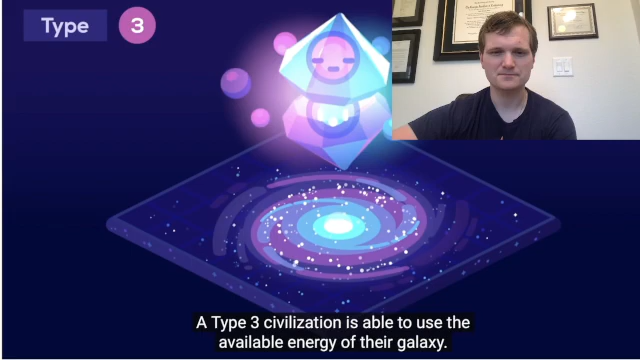 Type 3
A Type 3 civilization is able to use the
available energy of their galaxy.